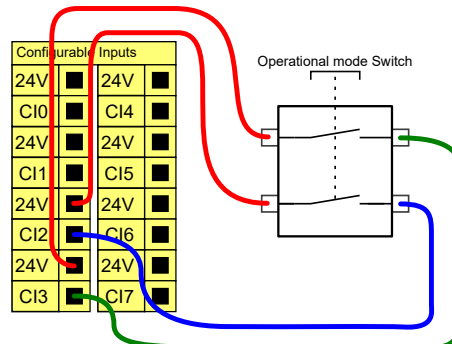 Configurable Inputs
Operational mode Switch
24V 24V
CI0 CI4
24V 24V
CI1 CI5
24V 24V
CI2 CI6
24V 24V
CI3 CI7